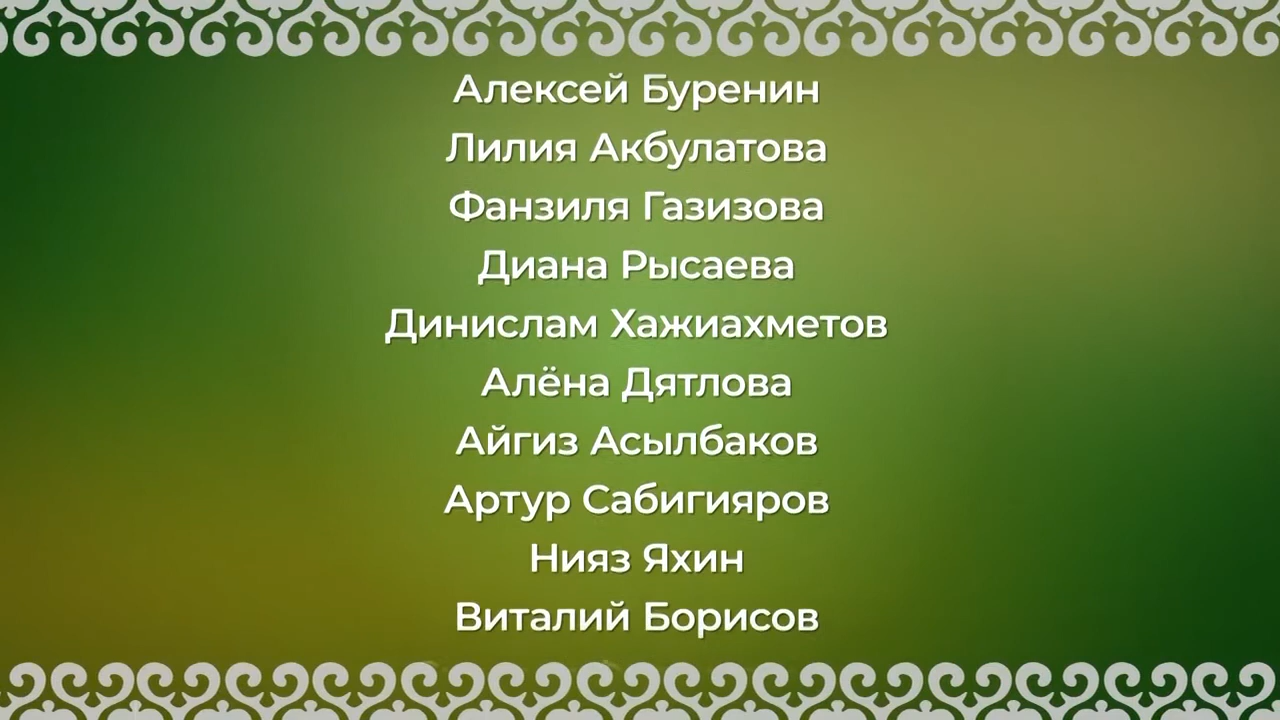 Алексей Буренин
Лилия Акбулатова
Фанзиля Газизова
Диана Рысаева
Динислам Хажиахметов
Алёна Дятлова
Айгиз Асылбаков
Артур Сабигияров
Нияз Яхин
Виталий Борисов